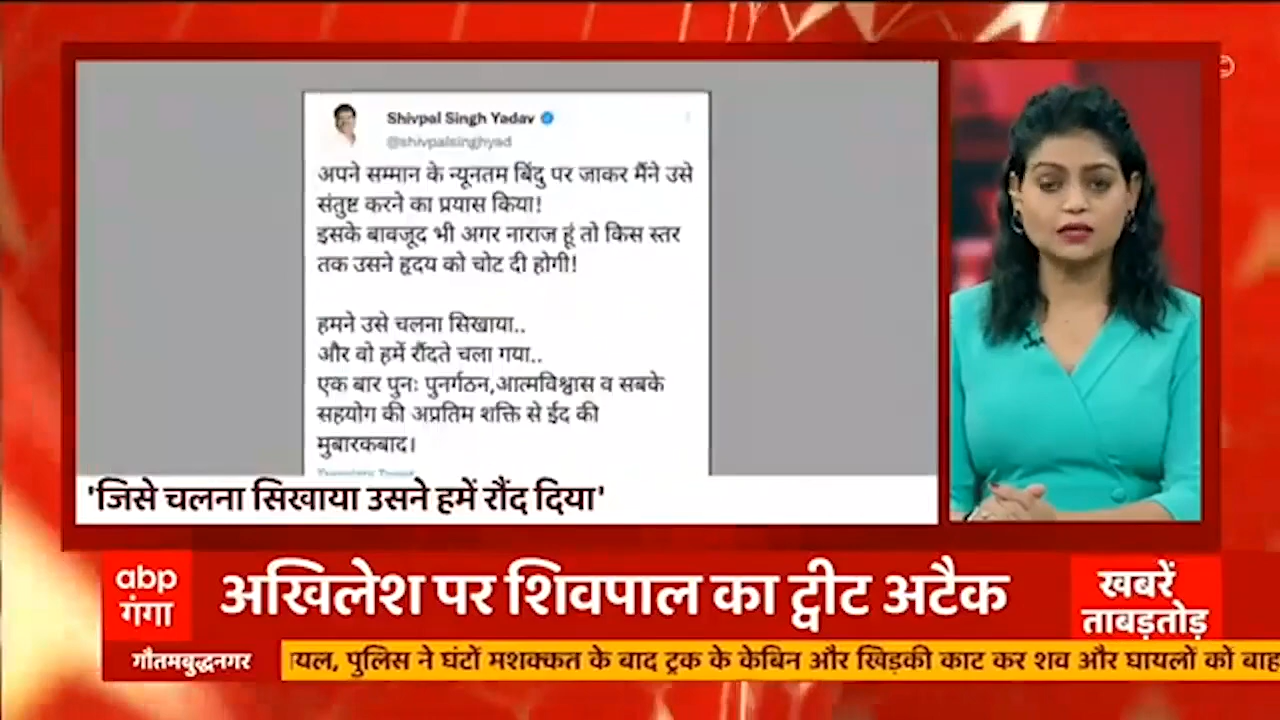 Shivpal Singh Yadav
@shivpalsinghyad
अपने सम्मान के न्यूनतम बिंदु पर जाकर मैंने उसे
संतुष्ट करने का प्रयास किया!
इसके बावजूद भी अगर नाराज हूं तो किस स्तर
तक उसने हृदय को चोट दी होगी!
हमने उसे चलना सिखाया..
और वो हमें रौंदते चला गया..
एक बार पुनः पुनर्गठन,आत्मविश्वास व सबके
सहयोग की अप्रतिम शक्ति से ईद की
मुबारकबाद।
'जिसे चलना सिखाया उसने हमें रौंद दिया'
abp
गंगा
अखिलेश पर शिवपाल का ट्वीट अटैक
खबरें
ताबड़तोड़
गौतमबुद्धनगर
यल, पुलिस ने घंटों मशक्कत के बाद ट्रक के केबिन और खिड़की काट कर शव और घायलों को बाह